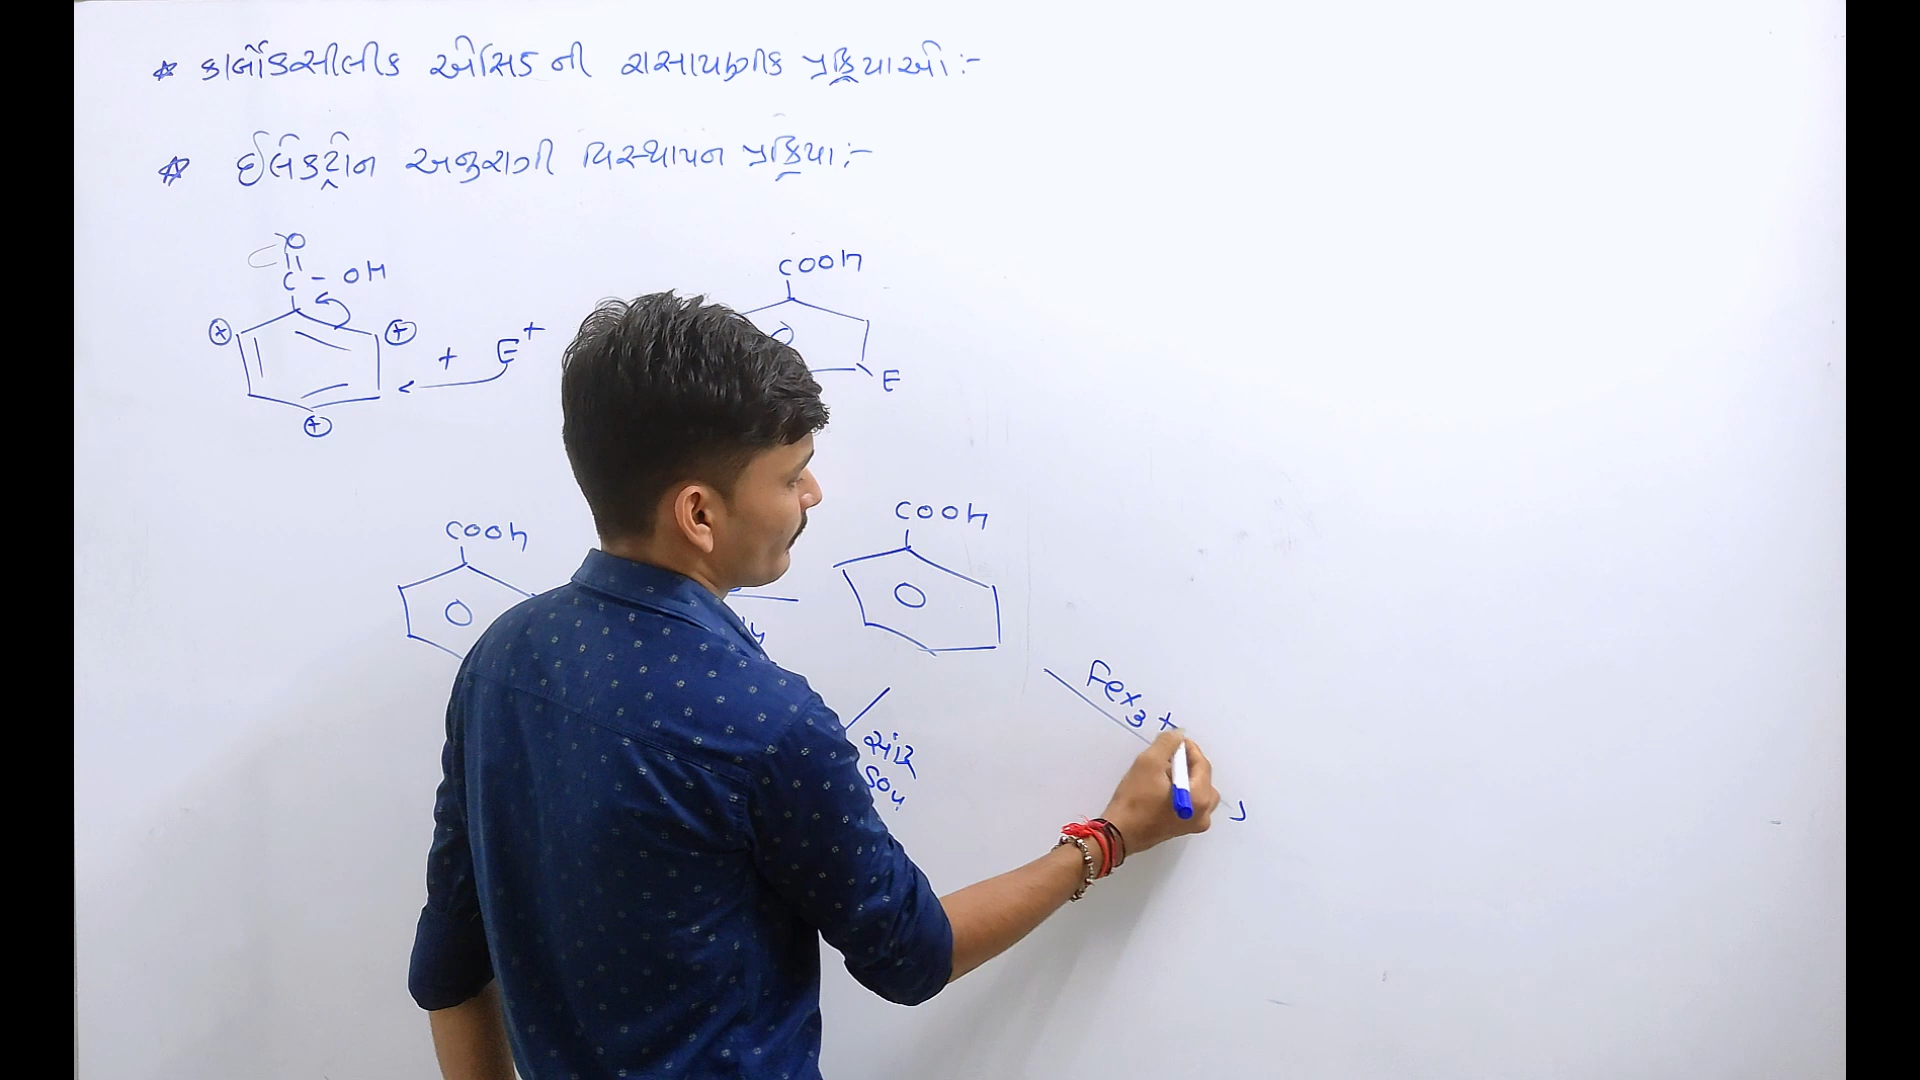 * કાર્બોક્સીલીક એસિડ ની રાસાયણીક પ્રક્રિયાઓ :-
* ઈલેક્ટ્રોન અનુરાગી વિસ્થાપન પ્રક્રિયા :-
O
C - OH
COOH
+ E+
E
COOH
COOH
FeX3 +
સાંદ્ર
SO4